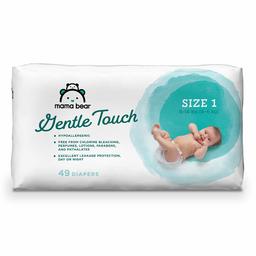 mama bear
Gentle Touch
SIZE 1
HYPOALLERGENIC
FREE FROM CHLORINE BLEACHING,
PERFUMES, LOTIONS, PARABENS,
AND PHTHALATES
EXCELLENT LEAKAGE PROTECTION,
DAY OR NIGHT
49 DIAPERS